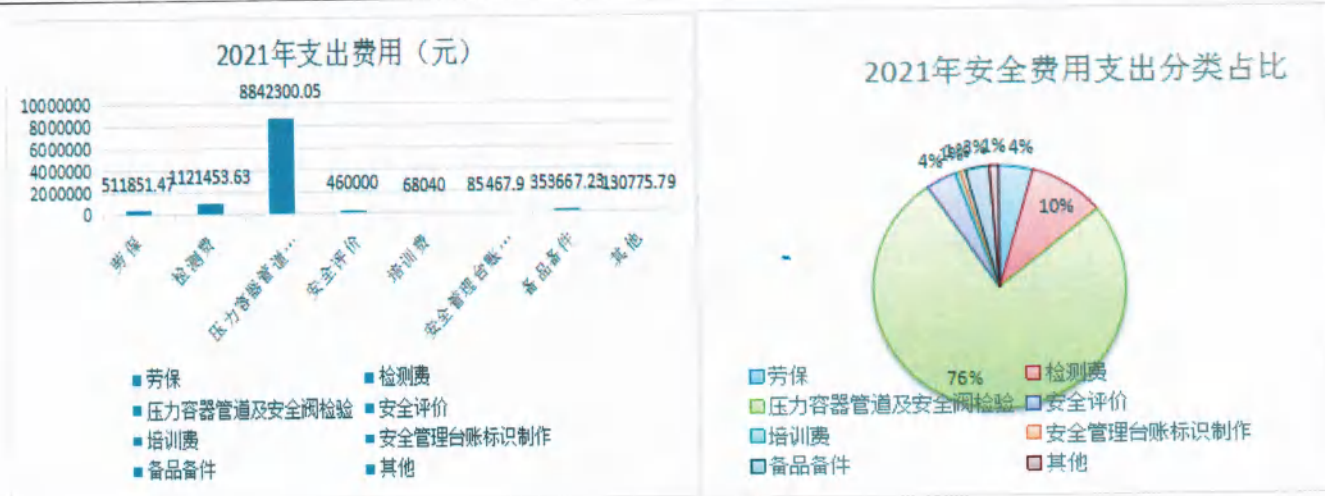 2021年支出费用（元）
8842300.05
10000000
8000000
6000000
4000000
2000000
0
511851.47
1121453.63
460000
68040
85467.9
353667.23
130775.79
劳保
检测费
压力容器管道…
安全评价
培训费
安全管理台账…
备品备件
其他
劳保
检测费
压力容器管道及安全阀检验
安全评价
培训费
安全管理台账标识制作
备品备件
其他
2021年安全费用支出分类占比
4%
1%
3%
1%
4%
10%
76%
劳保
检测费
压力容器管道及安全阀检验
安全评价
培训费
安全管理台账标识制作
备品备件
其他